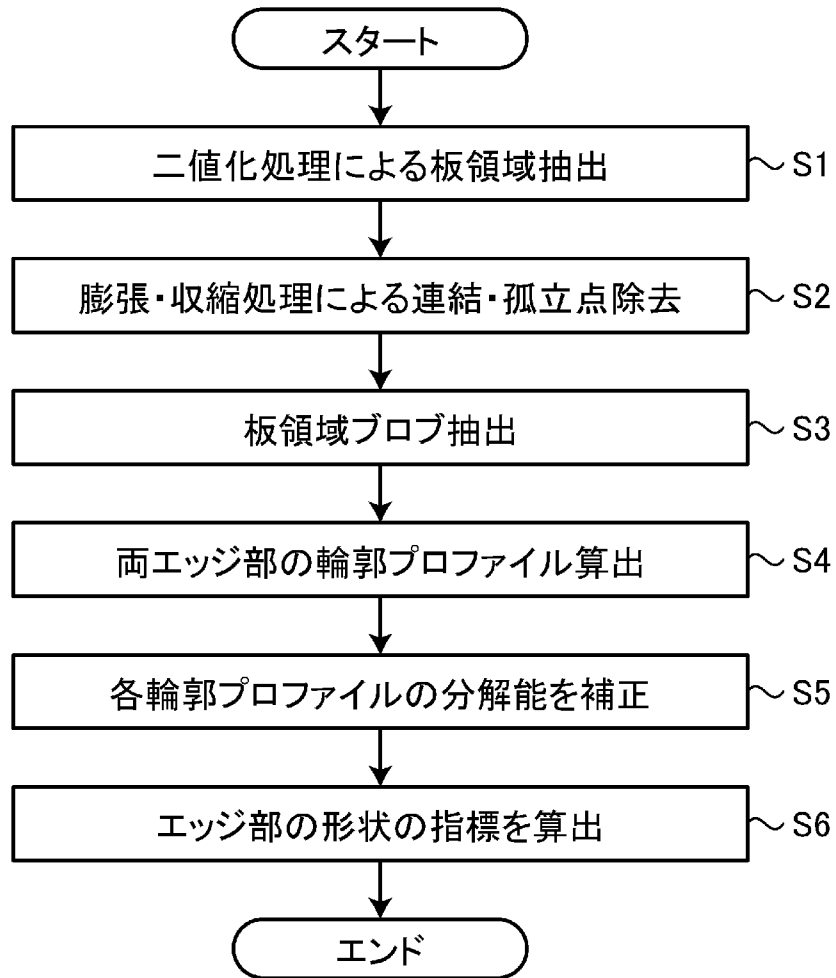 スタート
二値化処理による板領域抽出 S1
膨張・収縮処理による連結・孤立点除去 S2
板領域ブロブ抽出 S3
両エッジ部の輪郭プロファイル算出 S4
各輪郭プロファイルの分解能を補正 S5
エッジ部の形状の指標を算出 S6
エンド